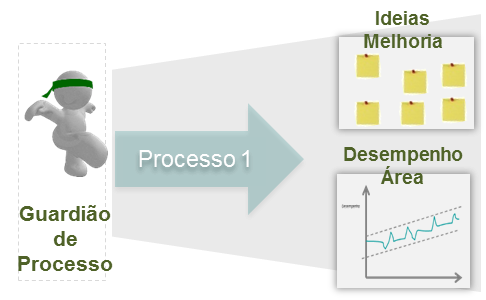 Guardião
de
Processo
Processo 1
Ideias
Melhoria
Desempenho
Área